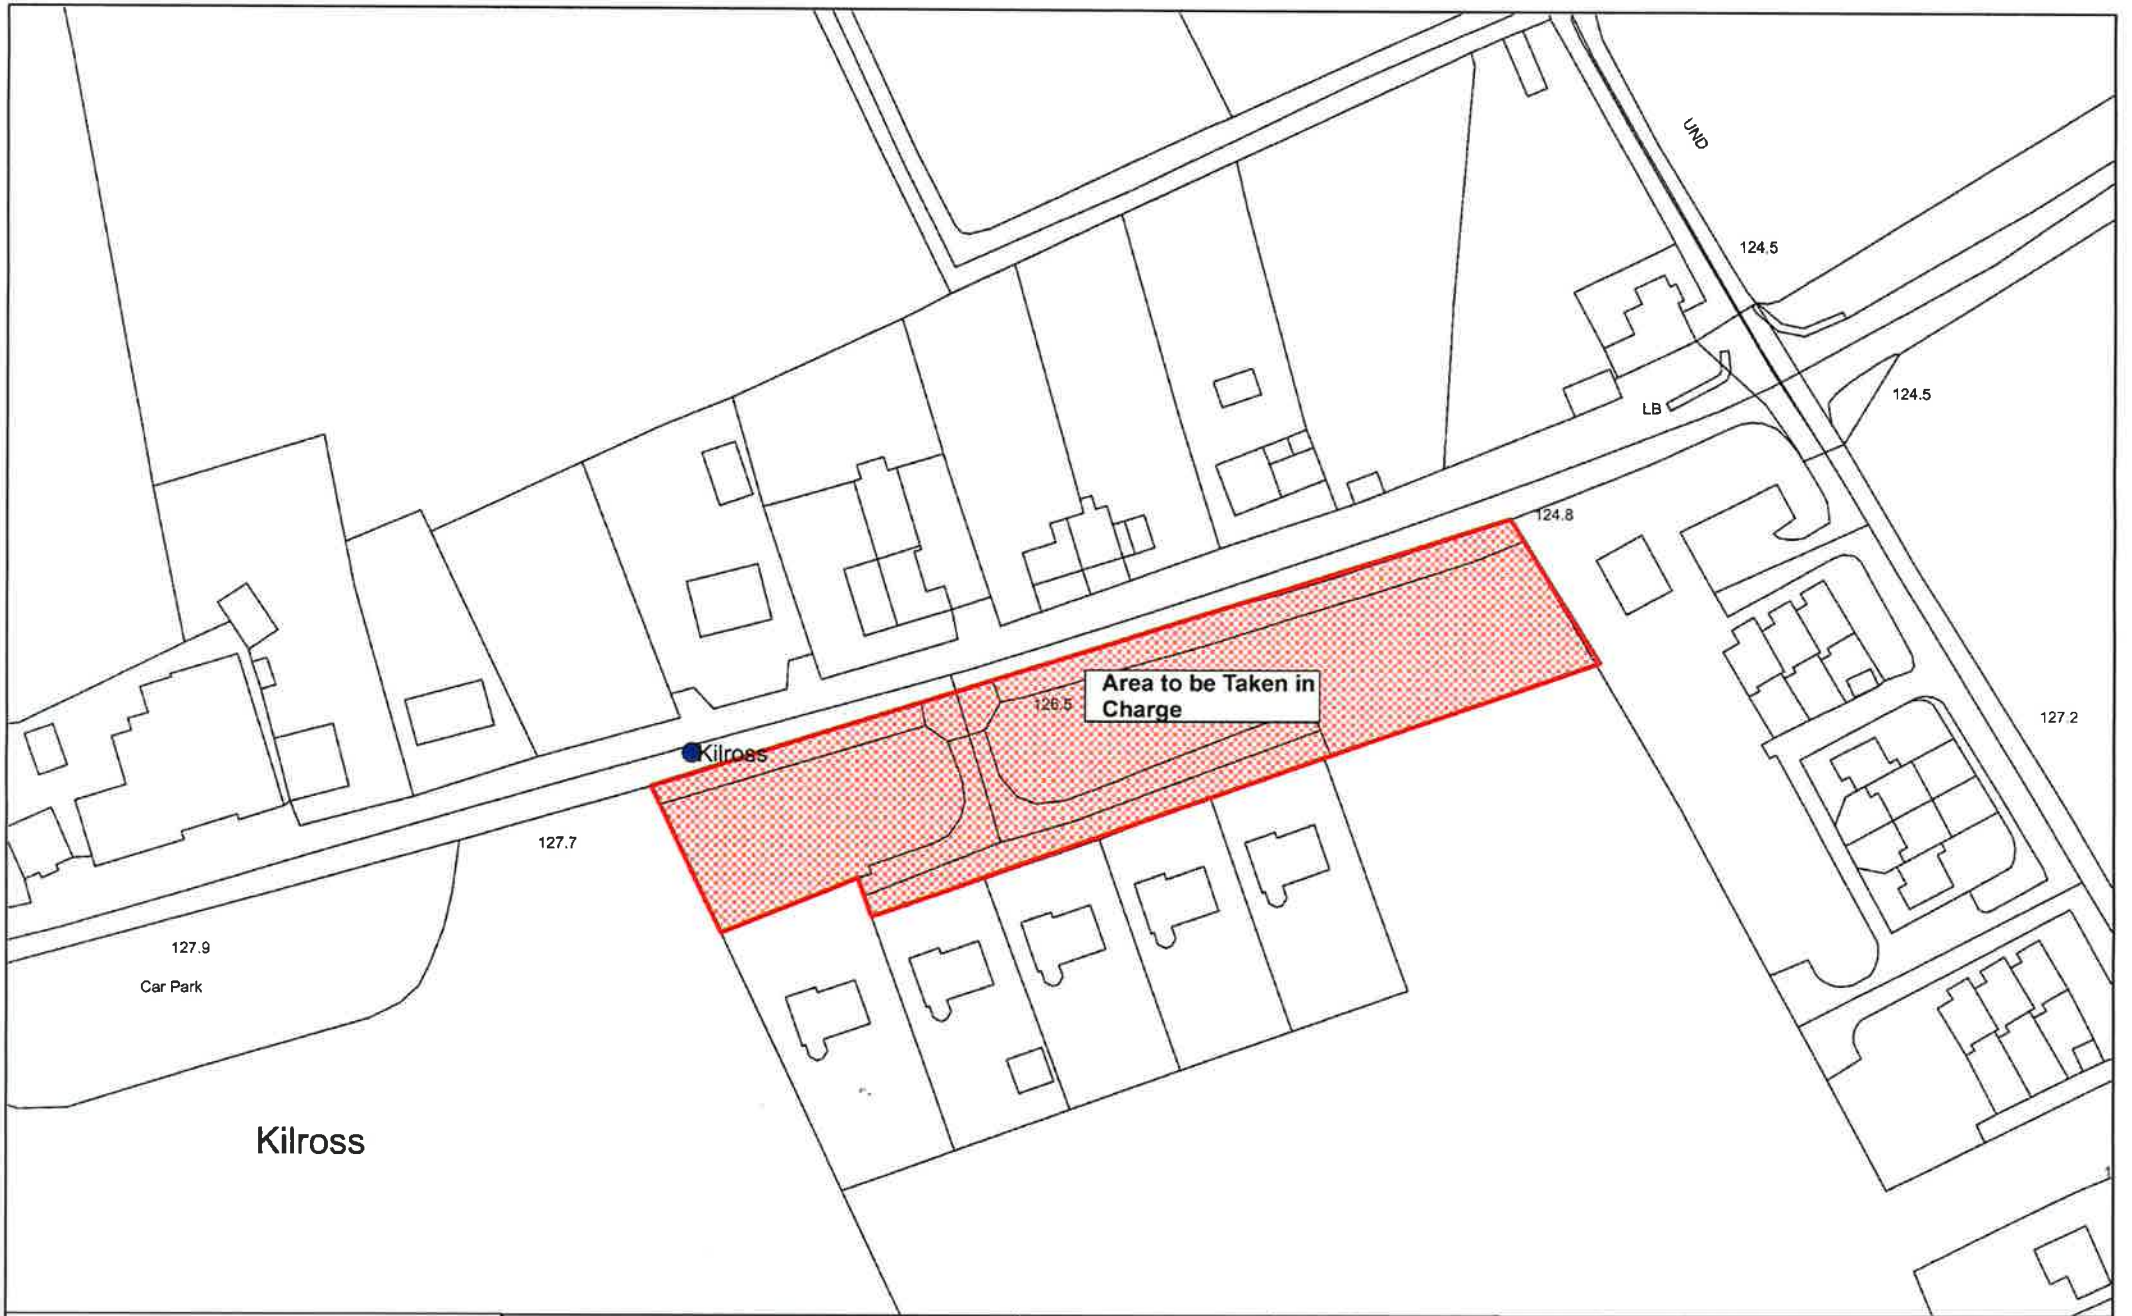 UND
124.5
124.5
LB
124.8
Area to be Taken in
Charge
126.5
127.2
Kilross
127.7
127.9
Car Park
Kilross